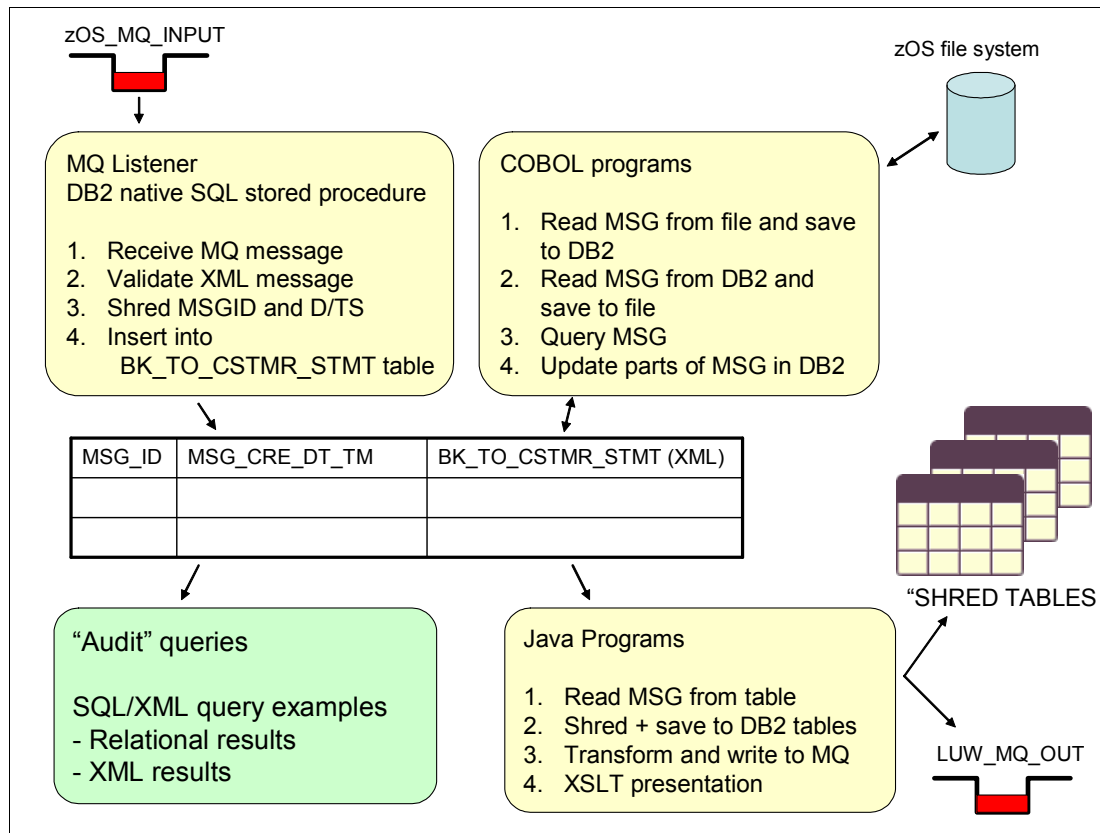 zOS_MQ_INPUT
zOS file system
MQ Listener
DB2 native SQL stored procedure
1. Receive MQ message
2. Validate XML message
3. Shred MSGID and D/TS
4. Insert into
BK_TO_CSTMR_STMT table
COBOL programs
1. Read MSG from file and save
to DB2
2. Read MSG from DB2 and
save to file
3. Query MSG
4. Update parts of MSG in DB2
MSG_ID MSG_CRE_DT_TM BK_TO_CSTMR_STMT (XML)
“SHRED TABLES
“Audit” queries
SQL/XML query examples
- Relational results
- XML results
Java Programs
1. Read MSG from table
2. Shred + save to DB2 tables
3. Transform and write to MQ
4. XSLT presentation
LUW_MQ_OUT